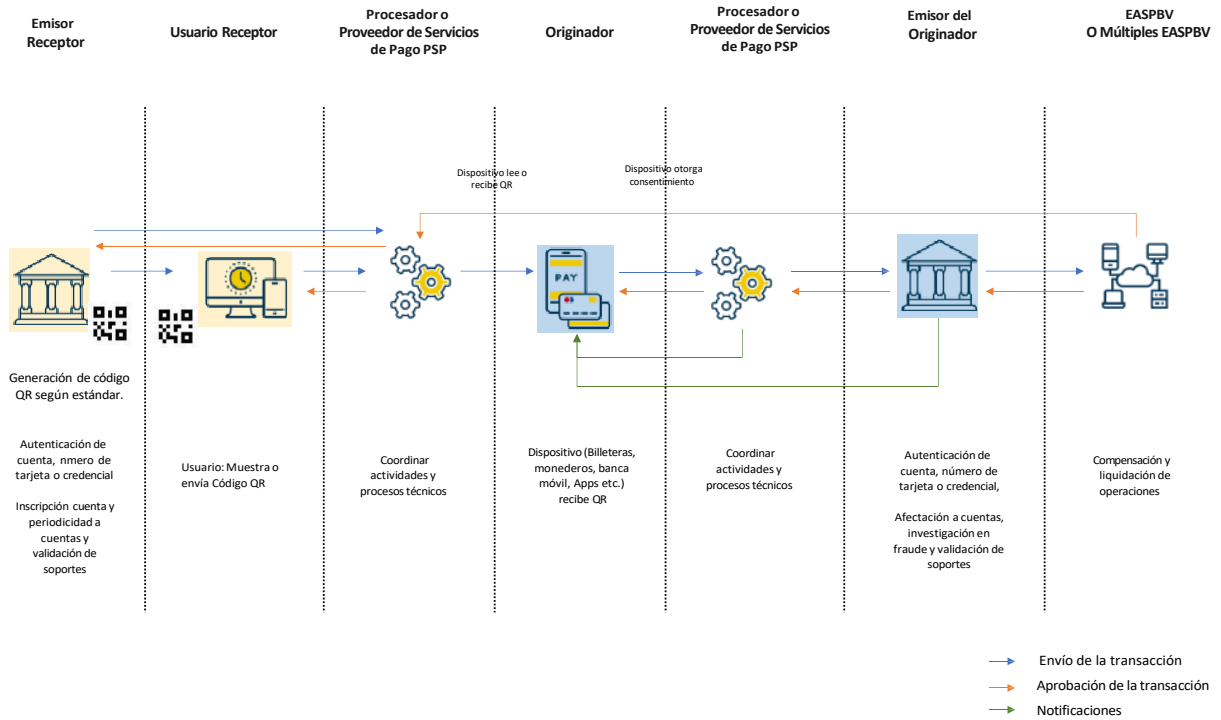 Emisor
Receptor
Usuario Receptor
Procesador o
Proveedor de Servicios
de Pago PSP
Originador
Procesador o
Proveedor de Servicios
de Pago PSP
Emisor del
Originador
EASPBV
O Múltiples EASPBV
Dispositivo lee o
recibe QR
Dispositivo otorga
consentimiento
PAY
Generación de código
QR según estándar.
Autenticación de
cuenta, nmero de
tarjeta o credencial
Inscripción cuenta y
periodicidad a
cuentas y
validación de
soportes
Usuario: Muestra o
envía Código QR
Coordinar
actividades y
procesos técnicos
Dispositivo (Billeteras,
monederos, banca
móvil, Apps etc.)
recibe QR
Coordinar
actividades y
procesos técnicos
Autenticación de
cuenta, número de
tarjeta o credencial,
Afectación a cuentas,
investigación en
fraude y validación de
soportes
Compensación y
liquidación de
operaciones
Envío de la transacción
Aprobación de la transacción
Notificaciones